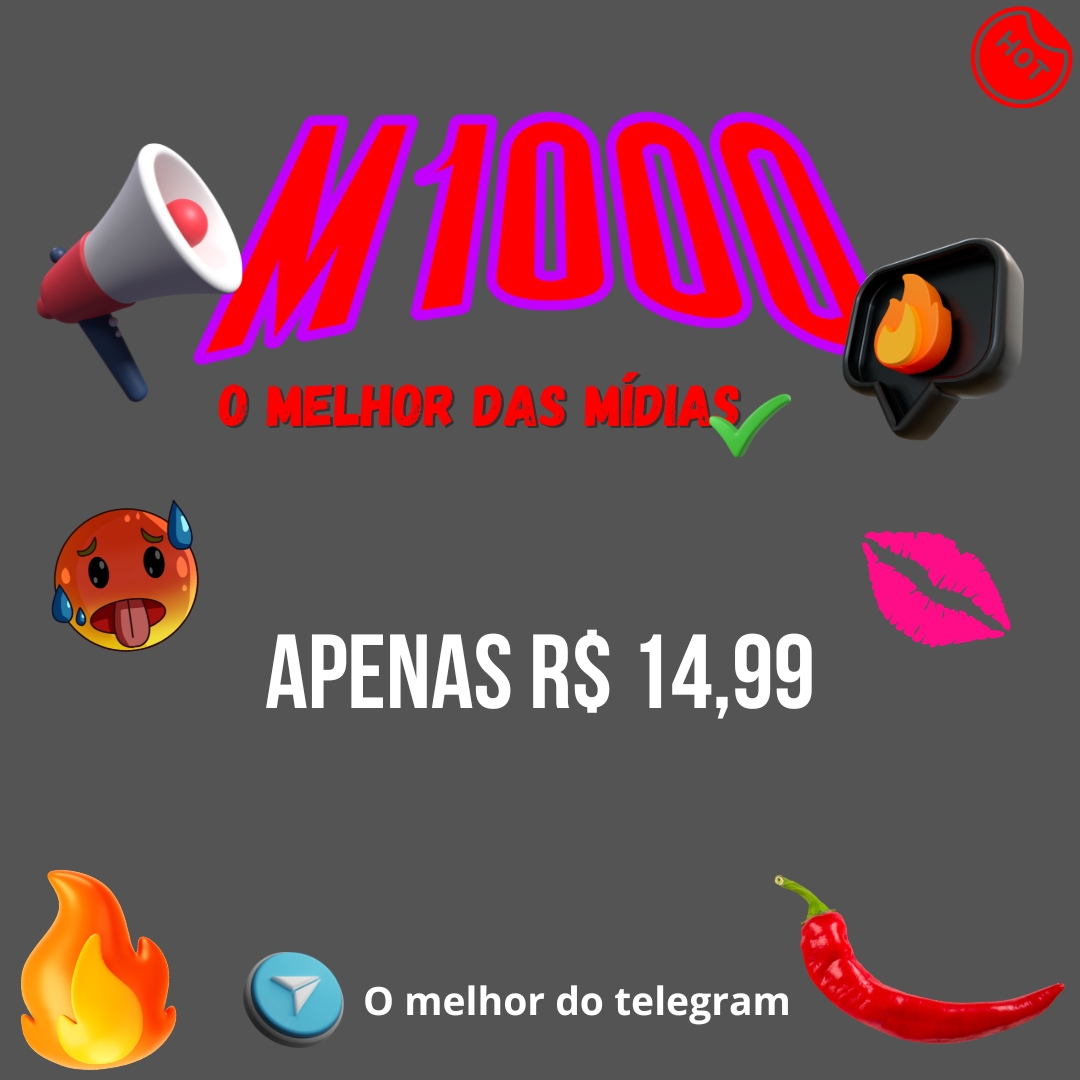 HOT
M1000
O MELHOR DAS MÍDIAS
APENAS R$ 14,99
O melhor do telegram